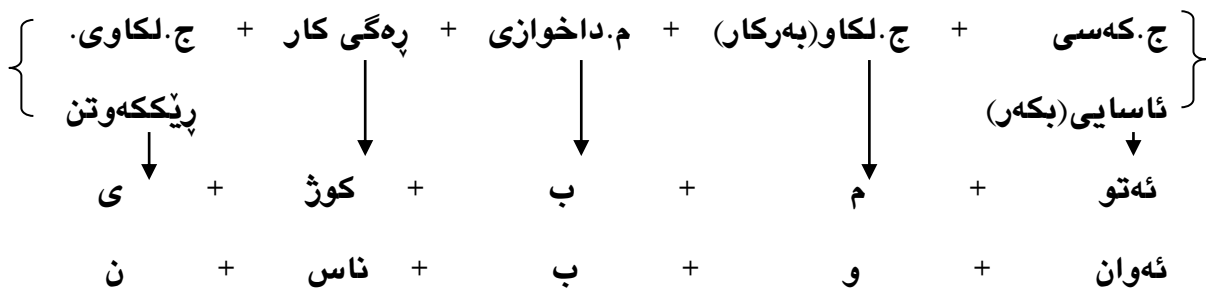 ج.کەسی + ج.لکاو(بەرکار) + م.داخوازی + ڕەگی کار + ج.لکاوی.
ئاسایی(بکەر) ڕێککەوتن
ئەتو + م + ب + کوژ + ی
ئەوان + و + ب + ناس + ن